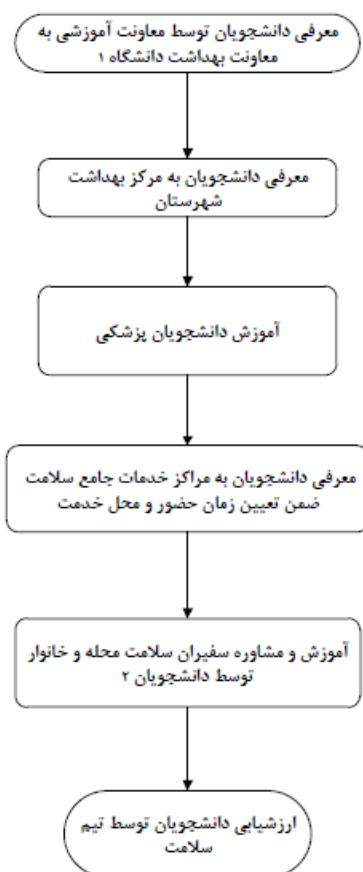 معرفی دانشجویان توسط معاونت آموزشی به
معاونت بهداشت دانشگاه ۱
معرفی دانشجویان به مرکز بهداشت
شهرستان
آموزش دانشجویان پزشکی
معرفی دانشجویان به مراکز خدمات جامع سلامت
ضمن تعیین زمان حضور و محل خدمت
آموزش و مشاوره سفیران سلامت محله و خانوار
توسط دانشجویان ۲
ارزشیابی دانشجویان توسط تیم
سلامت